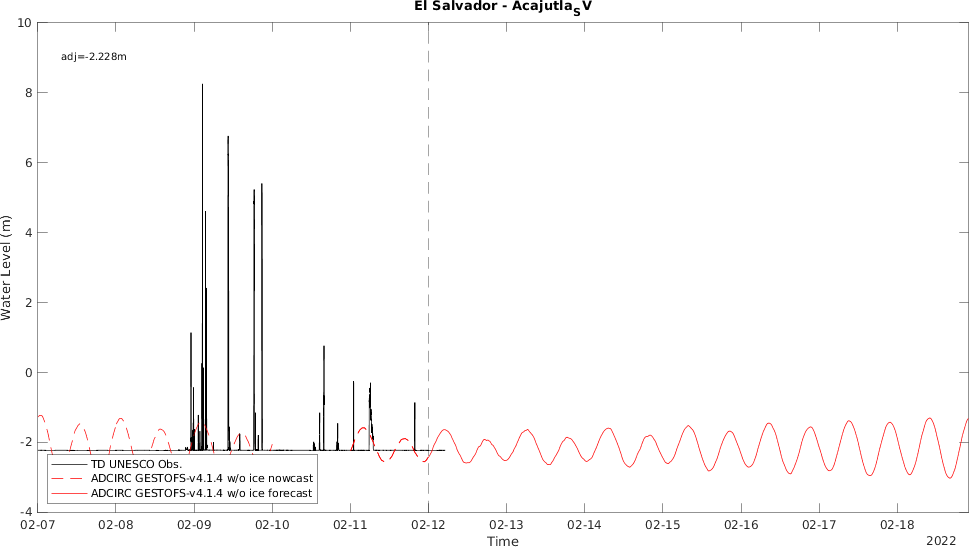 El Salvador - AcajutlaSV
adj=-2.228m
Water Level (m)
10
8
6
4
2
0
-2
-4
TD UNESCO Obs.
ADCIRC GESTOFS-v4.1.4 w/o ice nowcast
ADCIRC GESTOFS-v4.1.4 w/o ice forecast
02-07 02-08 02-09 02-10 02-11 02-12 02-13 02-14 02-15 02-16 02-17 02-18
Time
2022